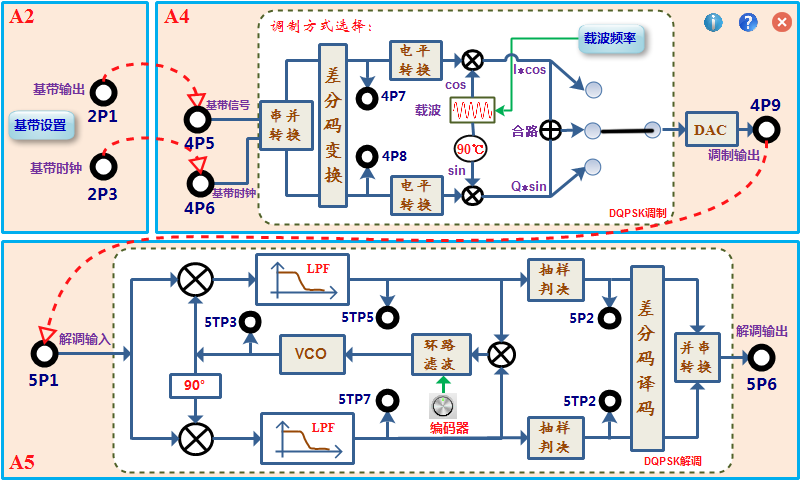 A2
基带输出
2P1
基带设置
基带时钟
2P3
A4
调制方式选择:
载波频率
基带信号
4P5
基带时钟
4P6
串并
转换
差分码变换
电平
转换
4P7
4P8
电平
转换
cos
载波
90℃
sin
I*cos
合路
Q*sin
DAC
4P9
调制输出
DQPSK调制
A5
解调输入
5P1
LPF
5TP3
5TP5
VCO
环路
滤波
90°
5TP7
编码器
LPF
抽样
判决
5P2
5TP2
抽样
判决
差分码译码
并串
转换
解调输出
5P6
DQPSK解调